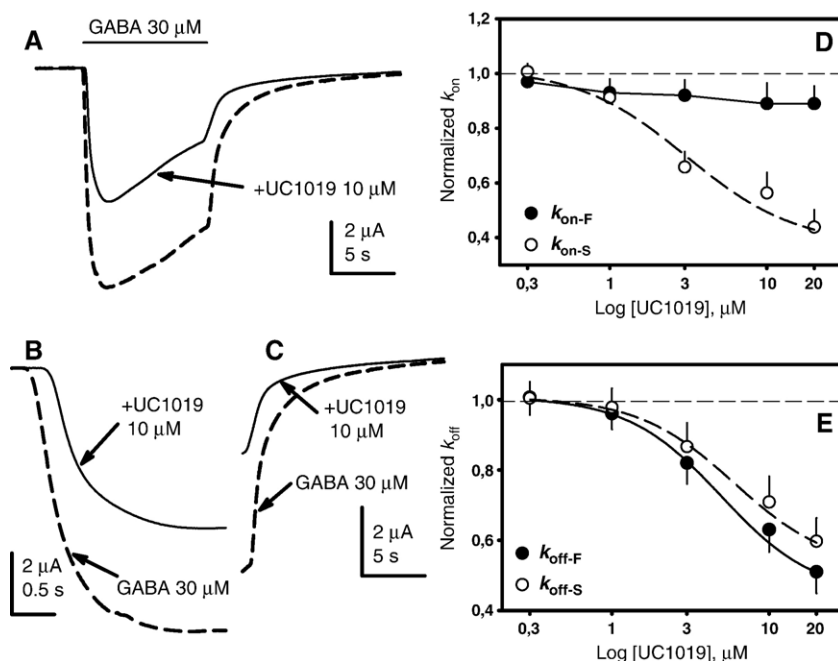 A
GABA 30 µM
+UC1019 10 µM
2 µA
5 s
B
+UC1019
10 µM
GABA 30 µM
2 µA
0.5 s
C
+UC1019
10 µM
GABA 30 µM
2 µA
5 s
D
Normalized kon
1,2
1,0
0,8
0,6
0,4
kon-F
kon-S
0,3
1
3
10
20
Log [UC1019], µM
E
Normalized koff
1,0
0,8
0,6
0,4
koff-F
koff-S
0,3
1
3
10
20
Log [UC1019], µM